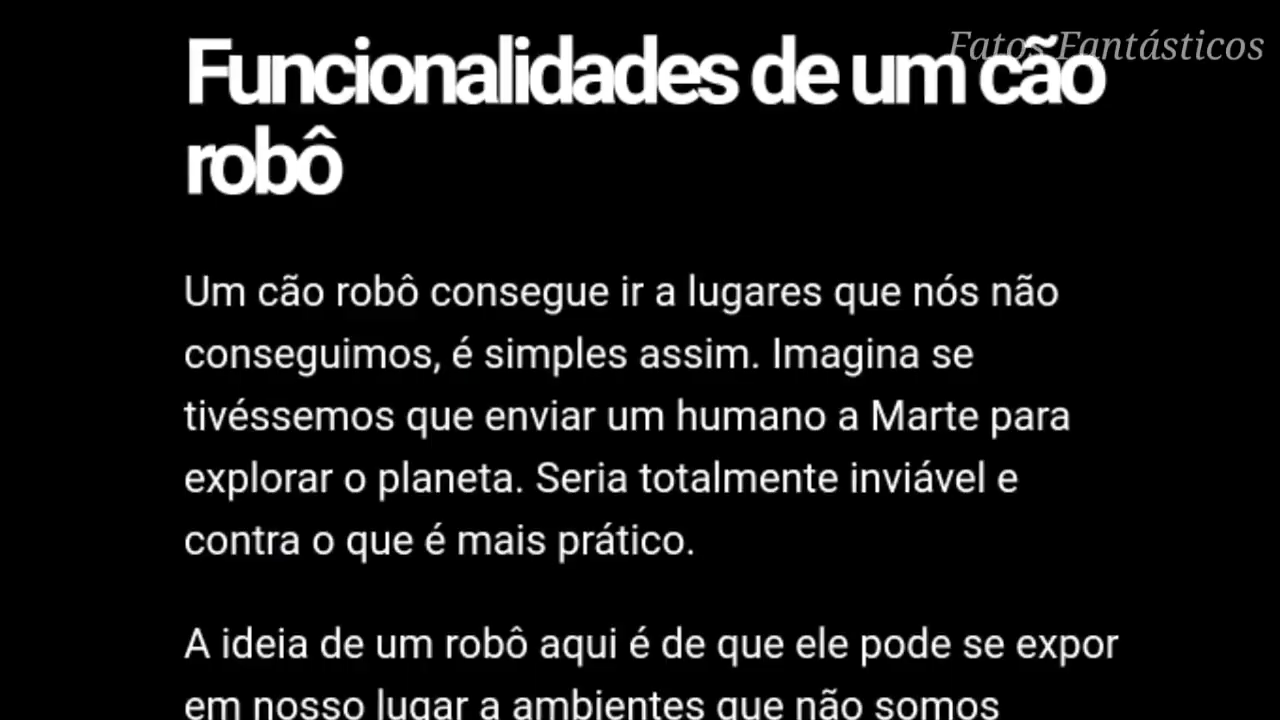 Fatos Fantásticos
Funcionalidades de um cão
robô
Um cão robô consegue ir a lugares que nós não
conseguimos, é simples assim. Imagina se
tivéssemos que enviar um humano a Marte para
explorar o planeta. Seria totalmente inviável e
contra o que é mais prático.
A ideia de um robô aqui é de que ele pode se expor
em nosso lugar a ambientes que não somos